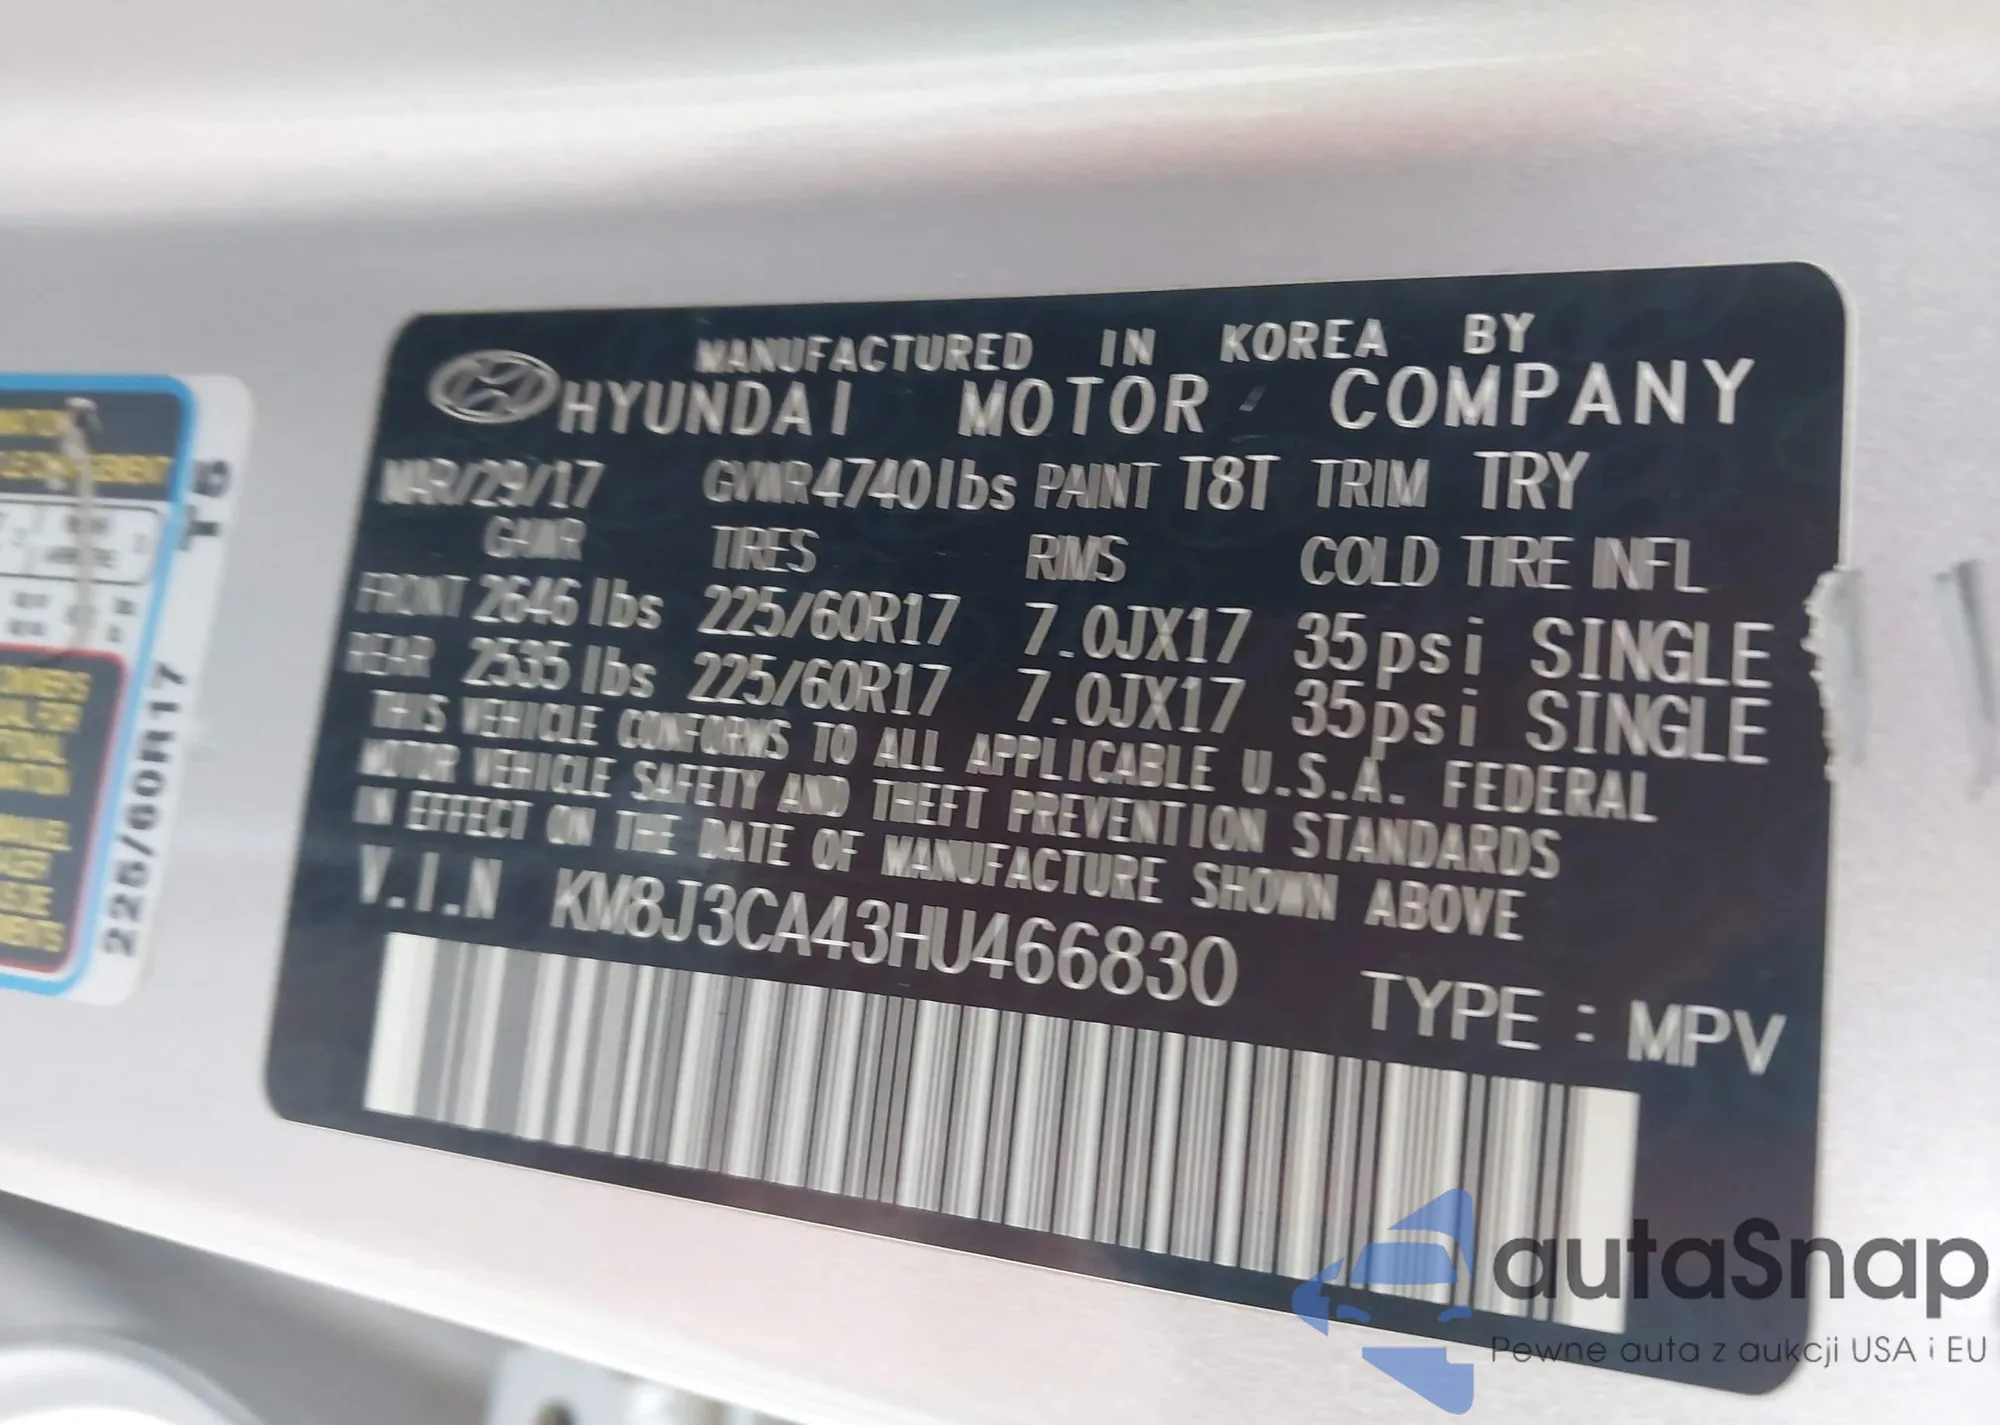 MANUFACTURED IN KOREA BY
HYUNDAI MOTOR COMPANY
MAR/29/17 GVWR4740lbs PAINT T8T TRIM TRY
GAWR TIRES RIMS COLD TIRE INFL
FRONT 2646 lbs 225/60R17 7.0JX17 35psi SINGLE
REAR 2535 lbs 225/60R17 7.0JX17 35psi SINGLE
THIS VEHICLE CONFORMS TO ALL APPLICABLE U.S.A. FEDERAL
MOTOR VEHICLE SAFETY AND THEFT PREVENTION STANDARDS
IN EFFECT ON THE DATE OF MANUFACTURE SHOWN ABOVE
V.I.N KM8J3CA43HU466830
TYPE : MPV
225/60R17
autaSnap
Pewne auta z aukcji USA i EU